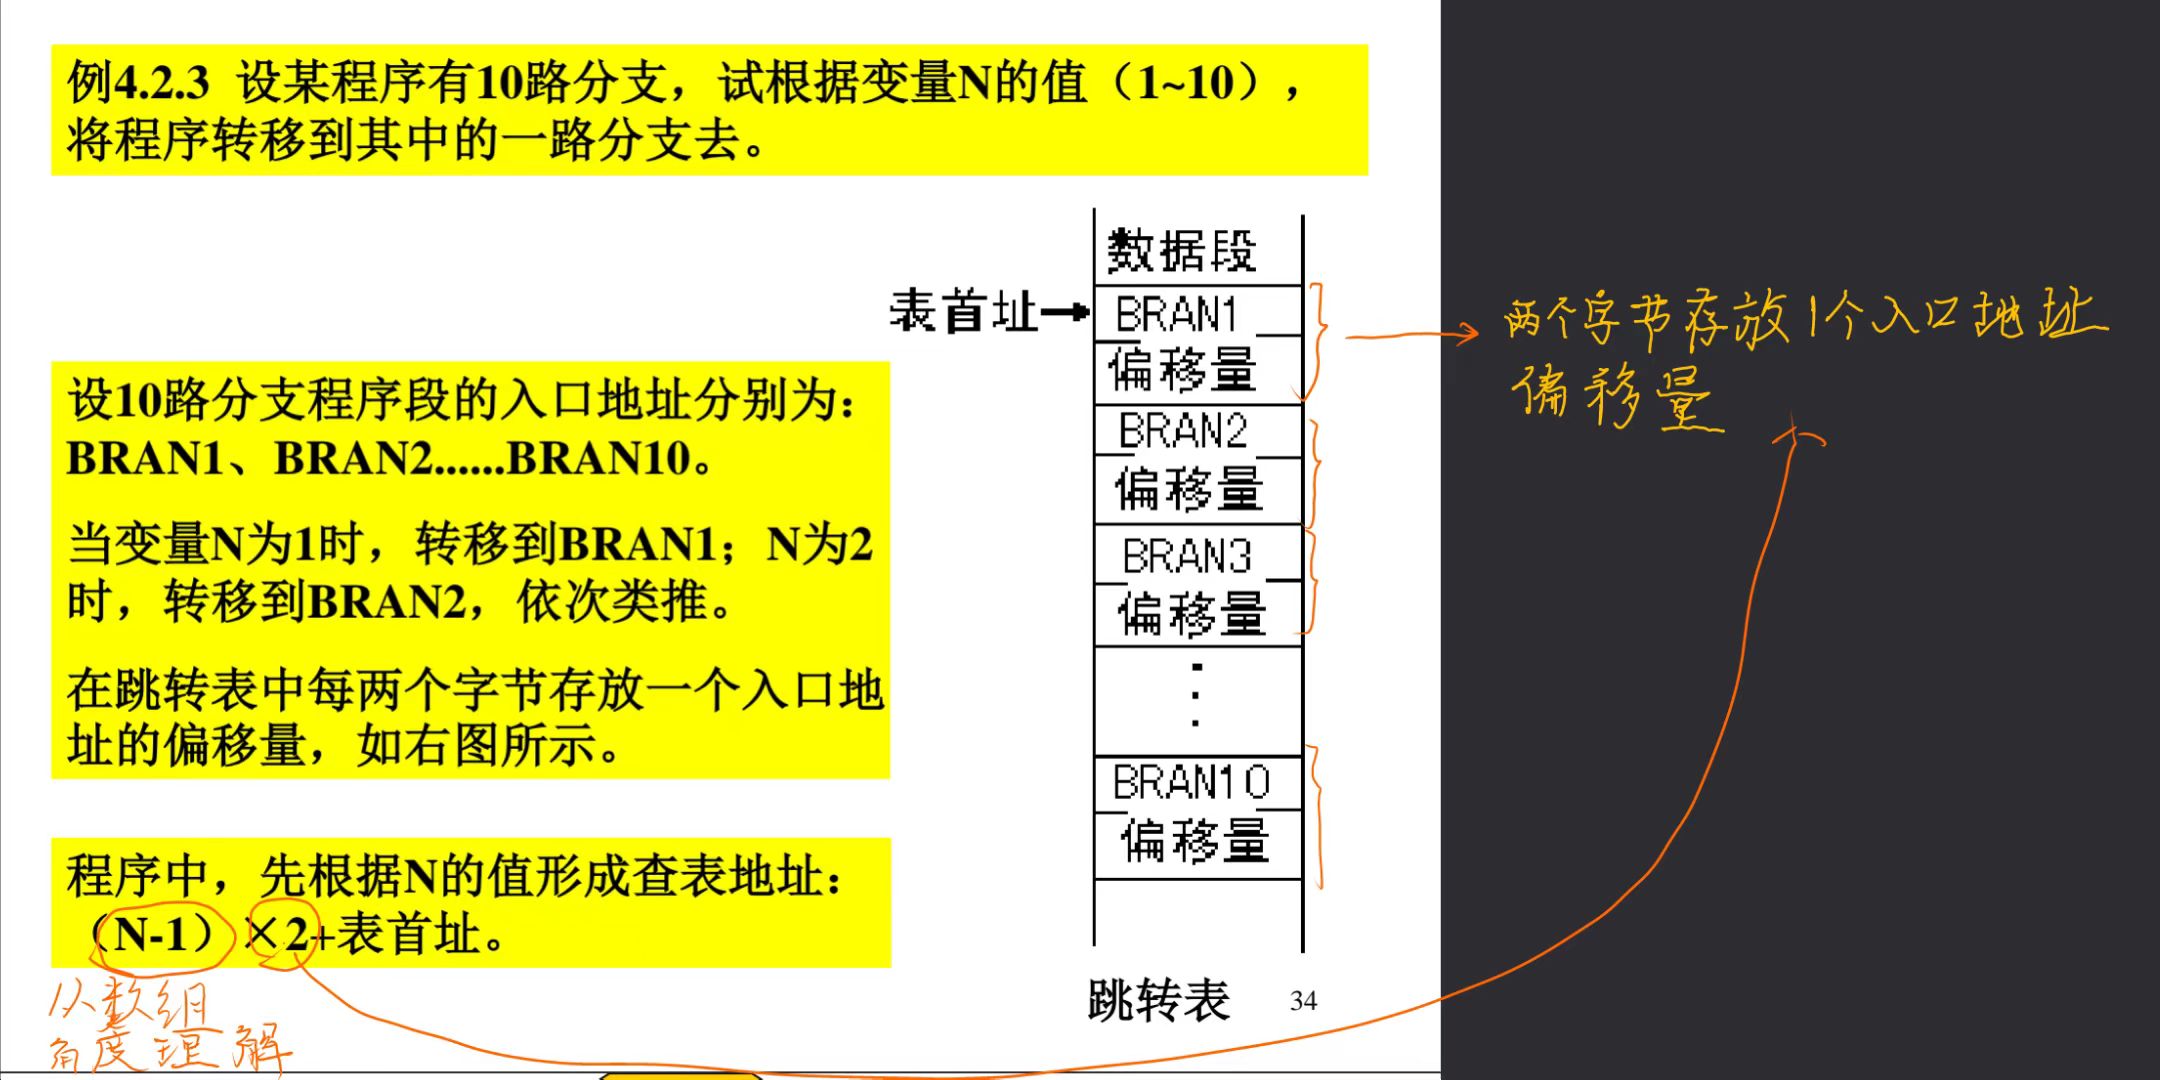 例4.2.3 设某程序有10路分支，试根据变量N的值（1~10），
将程序转移到其中的一路分支去。
设10路分支程序段的入口地址分别为：
BRAN1、BRAN2......BRAN10。
当变量N为1时，转移到BRAN1；N为2
时，转移到BRAN2，依次类推。
在跳转表中每两个字节存放一个入口地
址的偏移量，如右图所示。
程序中，先根据N的值形成查表地址：
（N-1）×2+表首址。
从数组
角度理解
数据段
表首址
BRAN1
偏移量
BRAN2
偏移量
BRAN3
偏移量
BRAN10
偏移量
跳转表
34
两个字节存放1个入口地址
偏移量